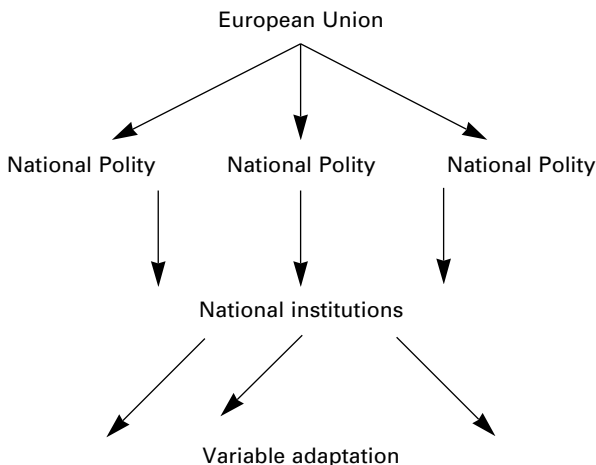 European Union
National Polity National Polity National Polity
National institutions
Variable adaptation